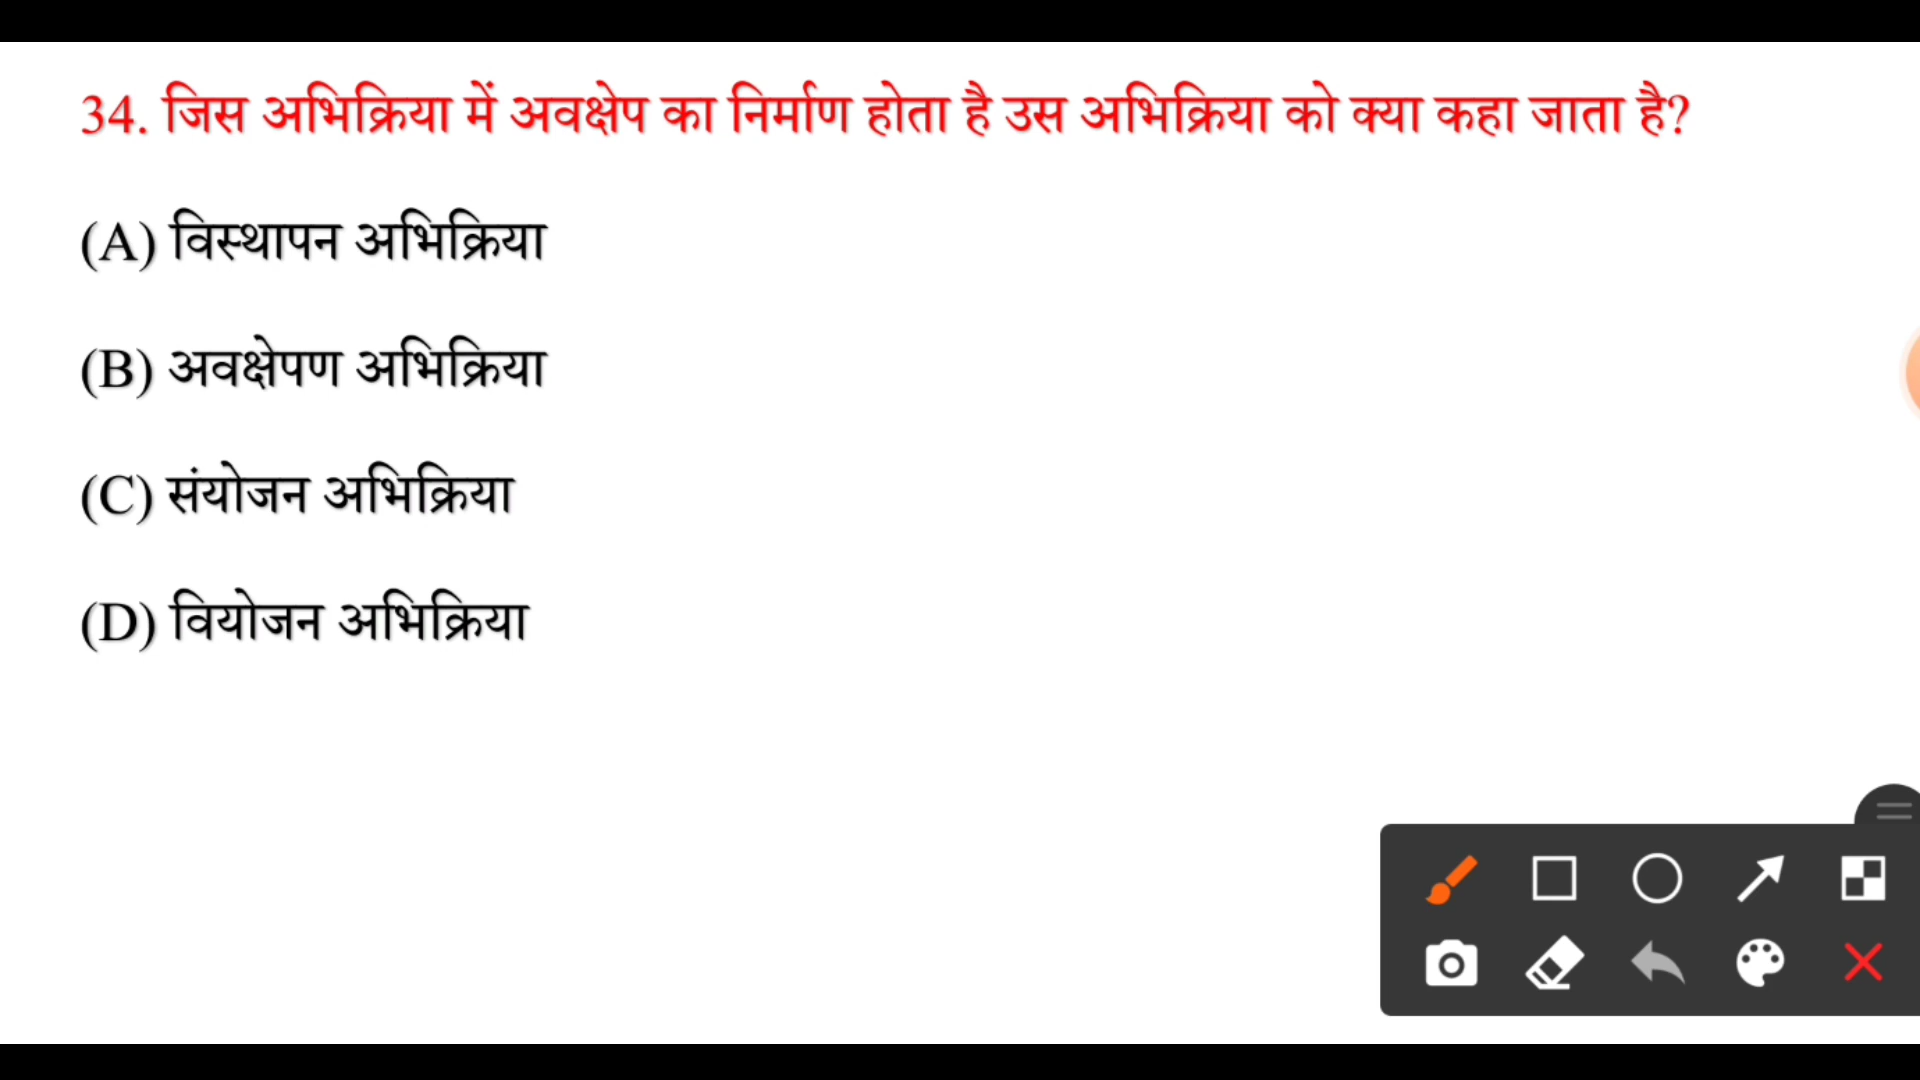 34. जिस अभिक्रिया में अवक्षेप का निर्माण होता है उस अभिक्रिया को क्या कहा जाता है?
(A) विस्थापन अभिक्रिया
(B) अवक्षेपण अभिक्रिया
(C) संयोजन अभिक्रिया
(D) वियोजन अभिक्रिया